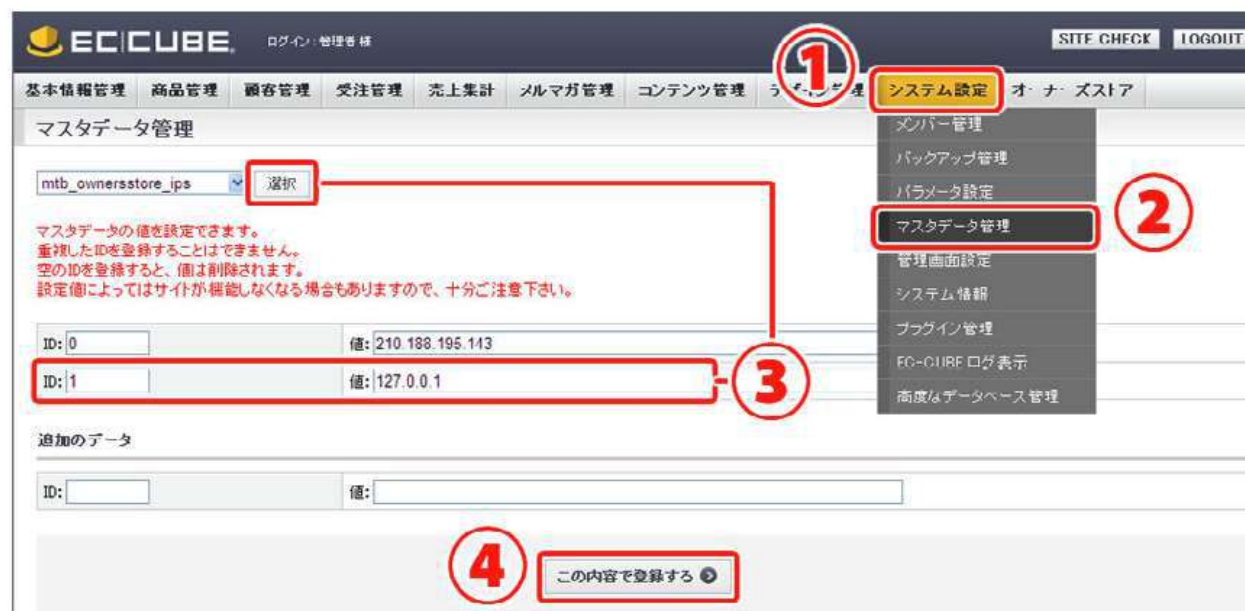 EC CUBE. ログイン : 管理者 様
SITE CHECK LOGOUT
①
基本情報管理 商品管理 顧客管理 受注管理 売上集計 メルマガ管理 コンテンツ管理 デザイン管理 システム設定 オーナーズストア
マスタデータ管理
メンバー管理
バックアップ管理
パラメータ設定
マスタデータ管理
②
管理画面設定
システム情報
プラグイン管理
EC-CUBE ログ表示
高度なデータベース管理
mtb_ownersstore_ips 選択
マスタデータの値を設定できます。
重複したIDを登録することはできません。
空のIDを登録すると、値は削除されます。
設定値によってはサイトが機能しなくなる場合もありますので、十分ご注意下さい。
ID: 0 値: 210.188.195.143
ID: 1 値: 127.0.0.1
③
追加のデータ
ID: 値:
④
この内容で登録する